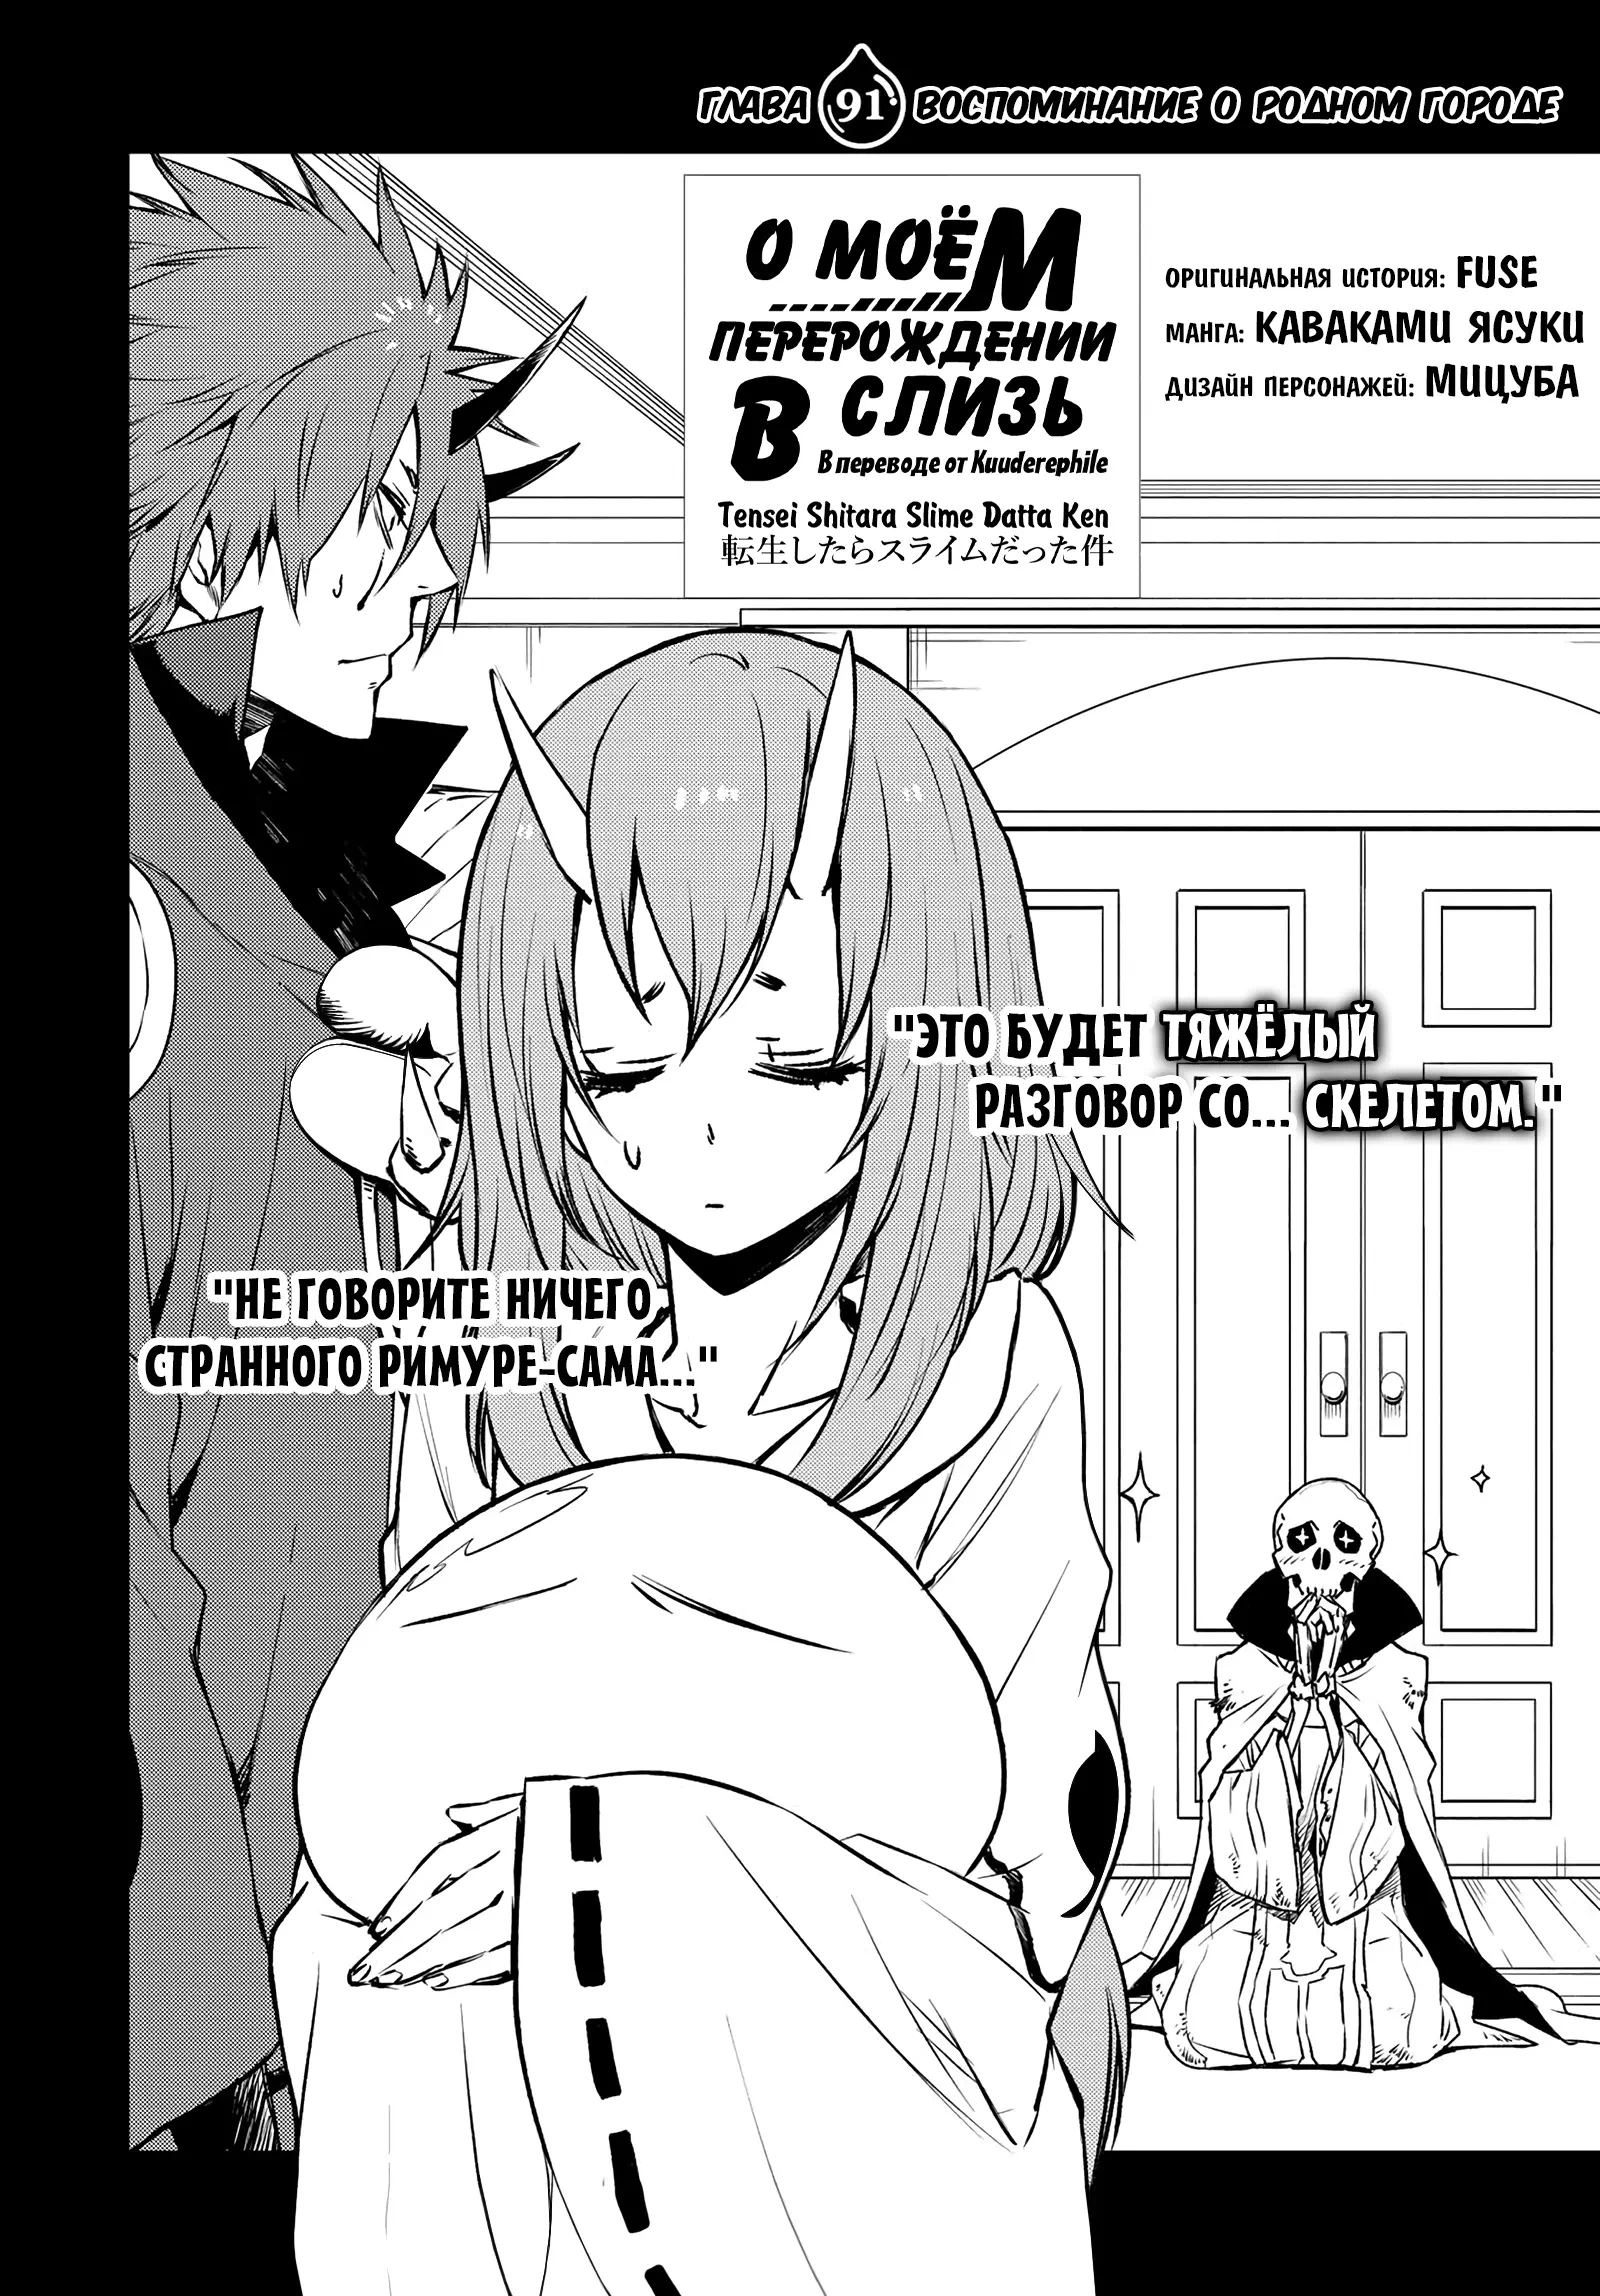 ГЛАВА 91 ВОСПОМИНАНИЕ О РОДНОМ ГОРОДЕ
О МОЁМ
ПЕРЕРОЖДЕНИИ
В СЛИЗЬ
В переводе от Kuuderephile
Tensei Shitara Slime Datta Ken
転生したらスライムだった件
ОРИГИНАЛЬНАЯ ИСТОРИЯ: FUSE
МАНГА: КАВАКАМИ ЯСУКИ
ДИЗАЙН ПЕРСОНАЖЕЙ: МИЦУБА
"ЭТО БУДЕТ ТЯЖЁЛЫЙ
РАЗГОВОР СО... СКЕЛЕТОМ."
"НЕ ГОВОРИТЕ НИЧЕГО
СТРАННОГО РИМУРЕ-САМА..."